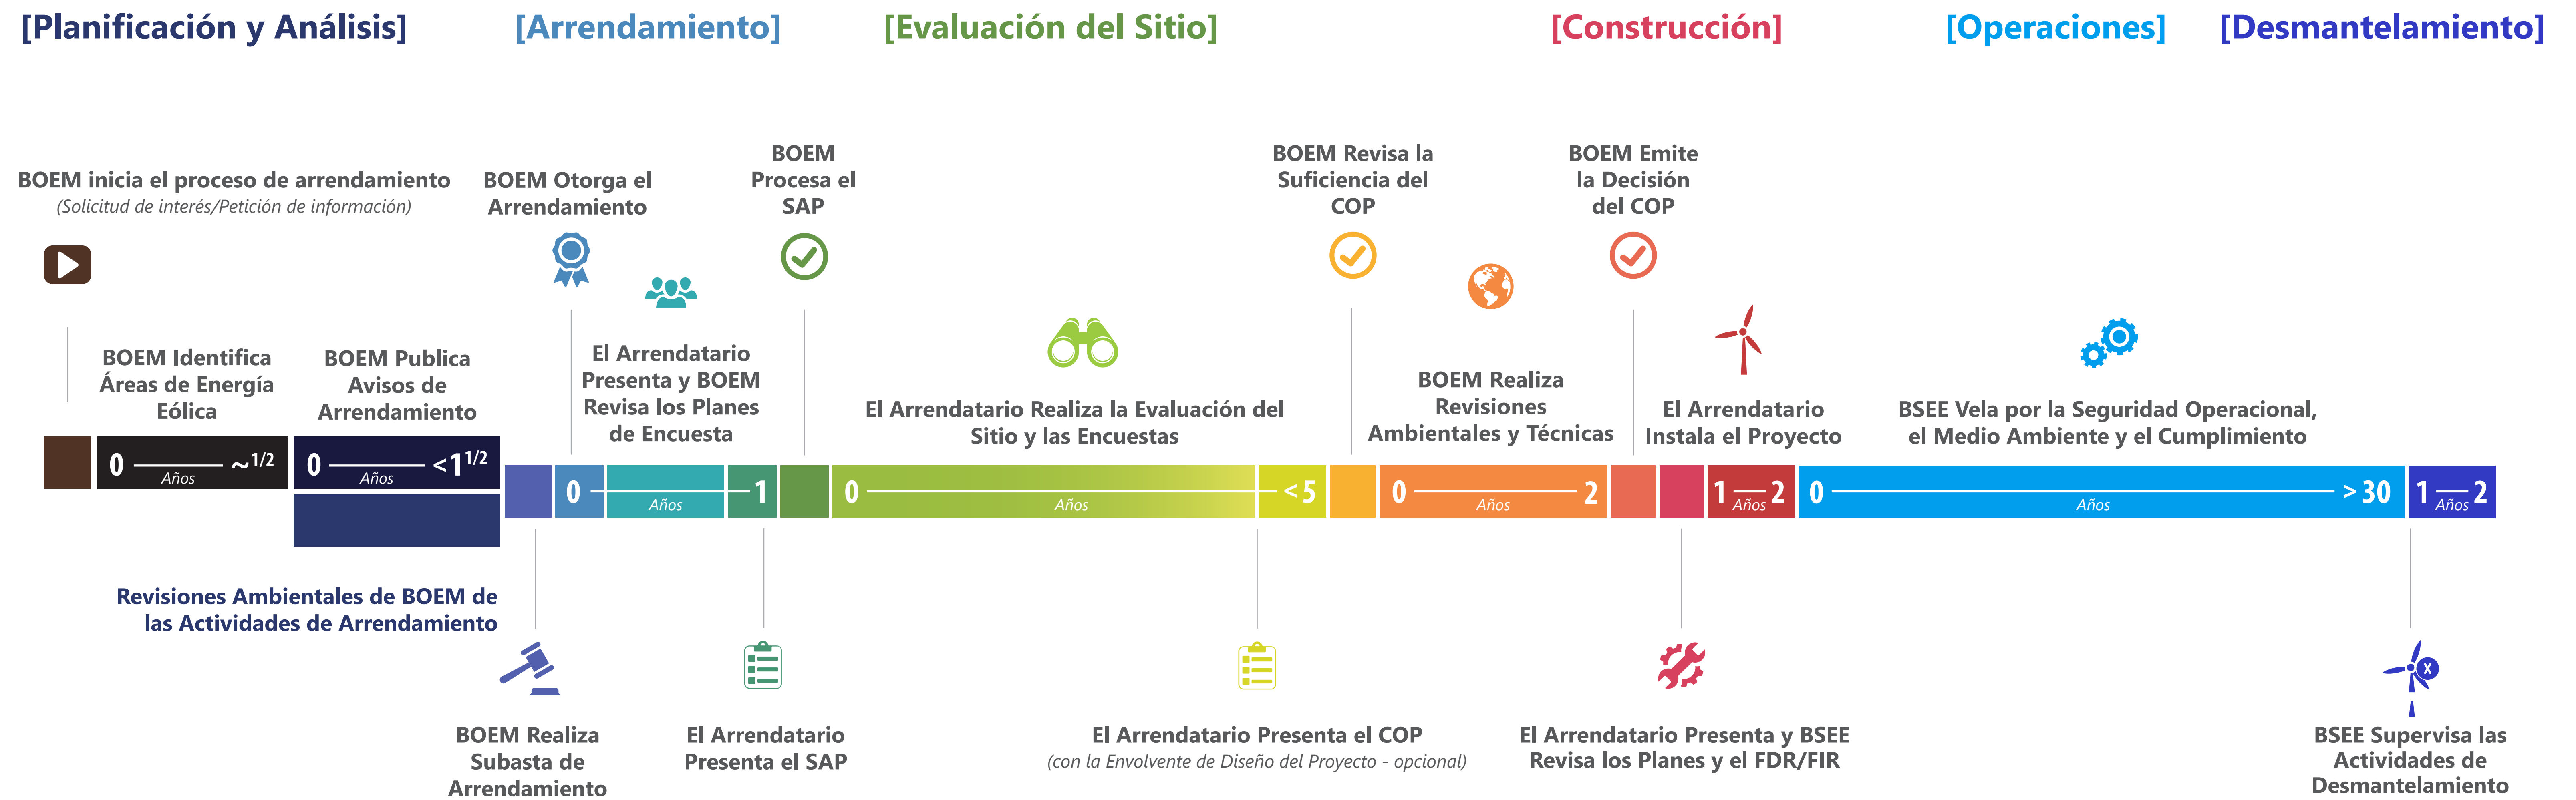 [Planificación y Análisis]
[Arrendamiento]
[Evaluación del Sitio]
[Construcción]
[Operaciones]
[Desmantelamiento]
BOEM inicia el proceso de arrendamiento
(Solicitud de interés/Petición de información)
BOEM Otorga el
Arrendamiento
BOEM
Procesa el
SAP
BOEM Revisa la
Suficiencia del
COP
BOEM Emite
la Decisión
del COP
BOEM Identifica
Áreas de Energía
Eólica
BOEM Publica
Avisos de
Arrendamiento
El Arrendatario
Presenta y BOEM
Revisa los Planes
de Encuesta
El Arrendatario Realiza la Evaluación del
Sitio y las Encuestas
BOEM Realiza
Revisiones
Ambientales y Técnicas
El Arrendatario
Instala el Proyecto
BSEE Vela por la Seguridad Operacional,
el Medio Ambiente y el Cumplimiento
0 ~1/2
Años
0 <1 1/2
Años
0 1
Años
0 <5
Años
0 2
Años
1 2
Años
0 >30
Años
1 2
Años
Revisiones Ambientales de BOEM de
las Actividades de Arrendamiento
BOEM Realiza
Subasta de
Arrendamiento
El Arrendatario
Presenta el SAP
El Arrendatario Presenta el COP
(con la Envolvente de Diseño del Proyecto - opcional)
El Arrendatario Presenta y BSEE
Revisa los Planes y el FDR/FIR
X
BSEE Supervisa las
Actividades de
Desmantelamiento